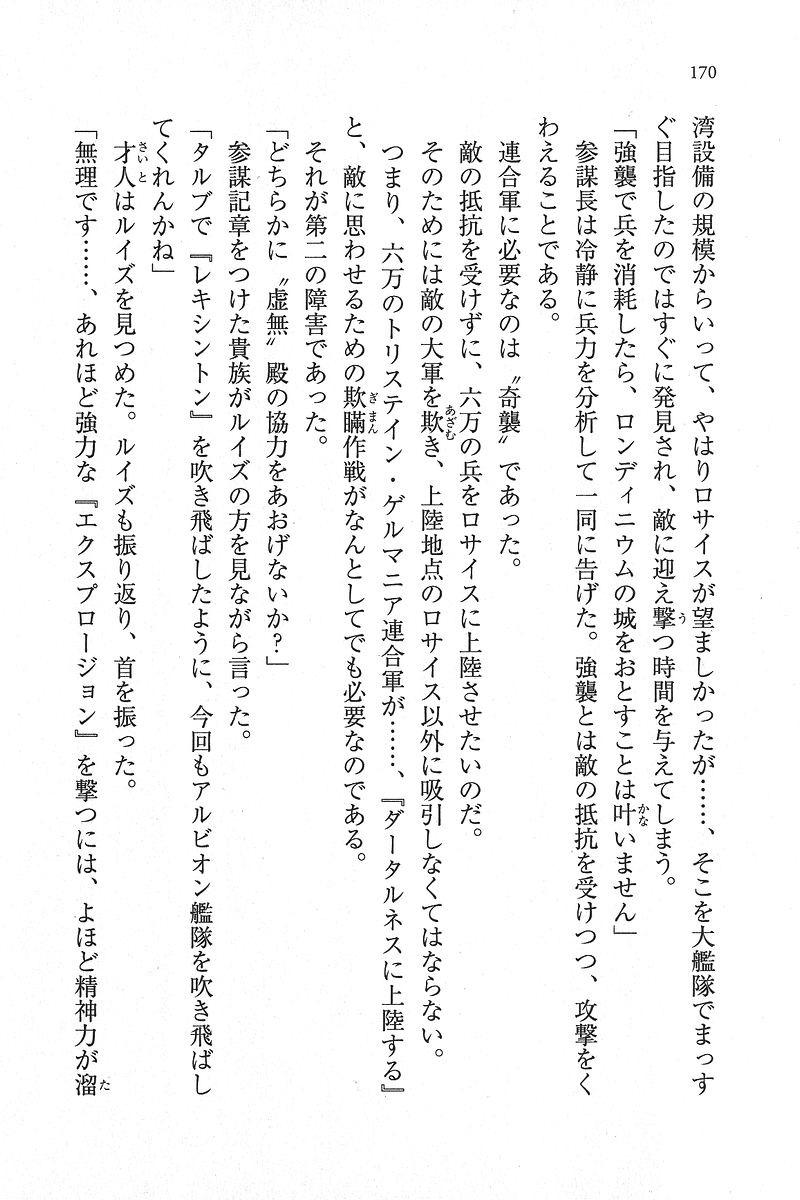 170
湾設備の規模からいって、やはりロサイスが望ましかったが……、そこを大艦隊でまっす
ぐ目指したのではすぐに発見され、敵に迎え撃つ時間を与えてしまう。
「強襲で兵を消耗したら、ロンディニウムの城をおとすことは叶いません」
参謀長は冷静に兵力を分析して一同に告げた。強襲とは敵の抵抗を受けつつ、攻撃をく
わえることである。
連合軍に必要なのは〝奇襲〟であった。
敵の抵抗を受けずに、六万の兵をロサイスに上陸させたいのだ。
そのためには敵の大軍を欺き、上陸地点のロサイス以外に吸引しなくてはならない。
つまり、六万のトリステイン・ゲルマニア連合軍が……、『ダータルネスに上陸する』
と、敵に思わせるための欺瞞作戦がなんとしてでも必要なのである。
それが第二の障害であった。
「どちらかに〝虚無〟殿の協力をあおげないか?」
参謀記章をつけた貴族がルイズの方を見ながら言った。
「タルブで『レキシントン』を吹き飛ばしたように、今回もアルビオン艦隊を吹き飛ばし
てくれんかね」
才人はルイズを見つめた。ルイズも振り返り、首を振った。
「無理です……、あれほど強力な『エクスプロージョン』を撃つには、よほど精神力が溜